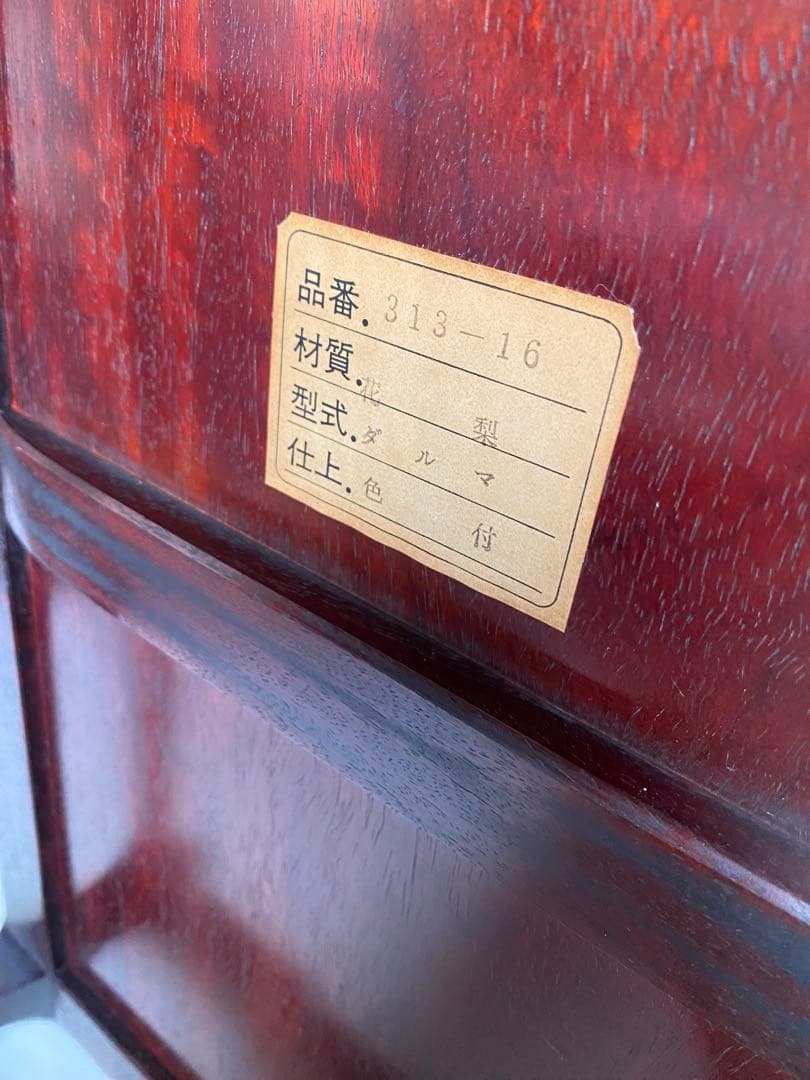 品番. 313-16
材質. 花梨
型式. ダルマ
仕上. 色付